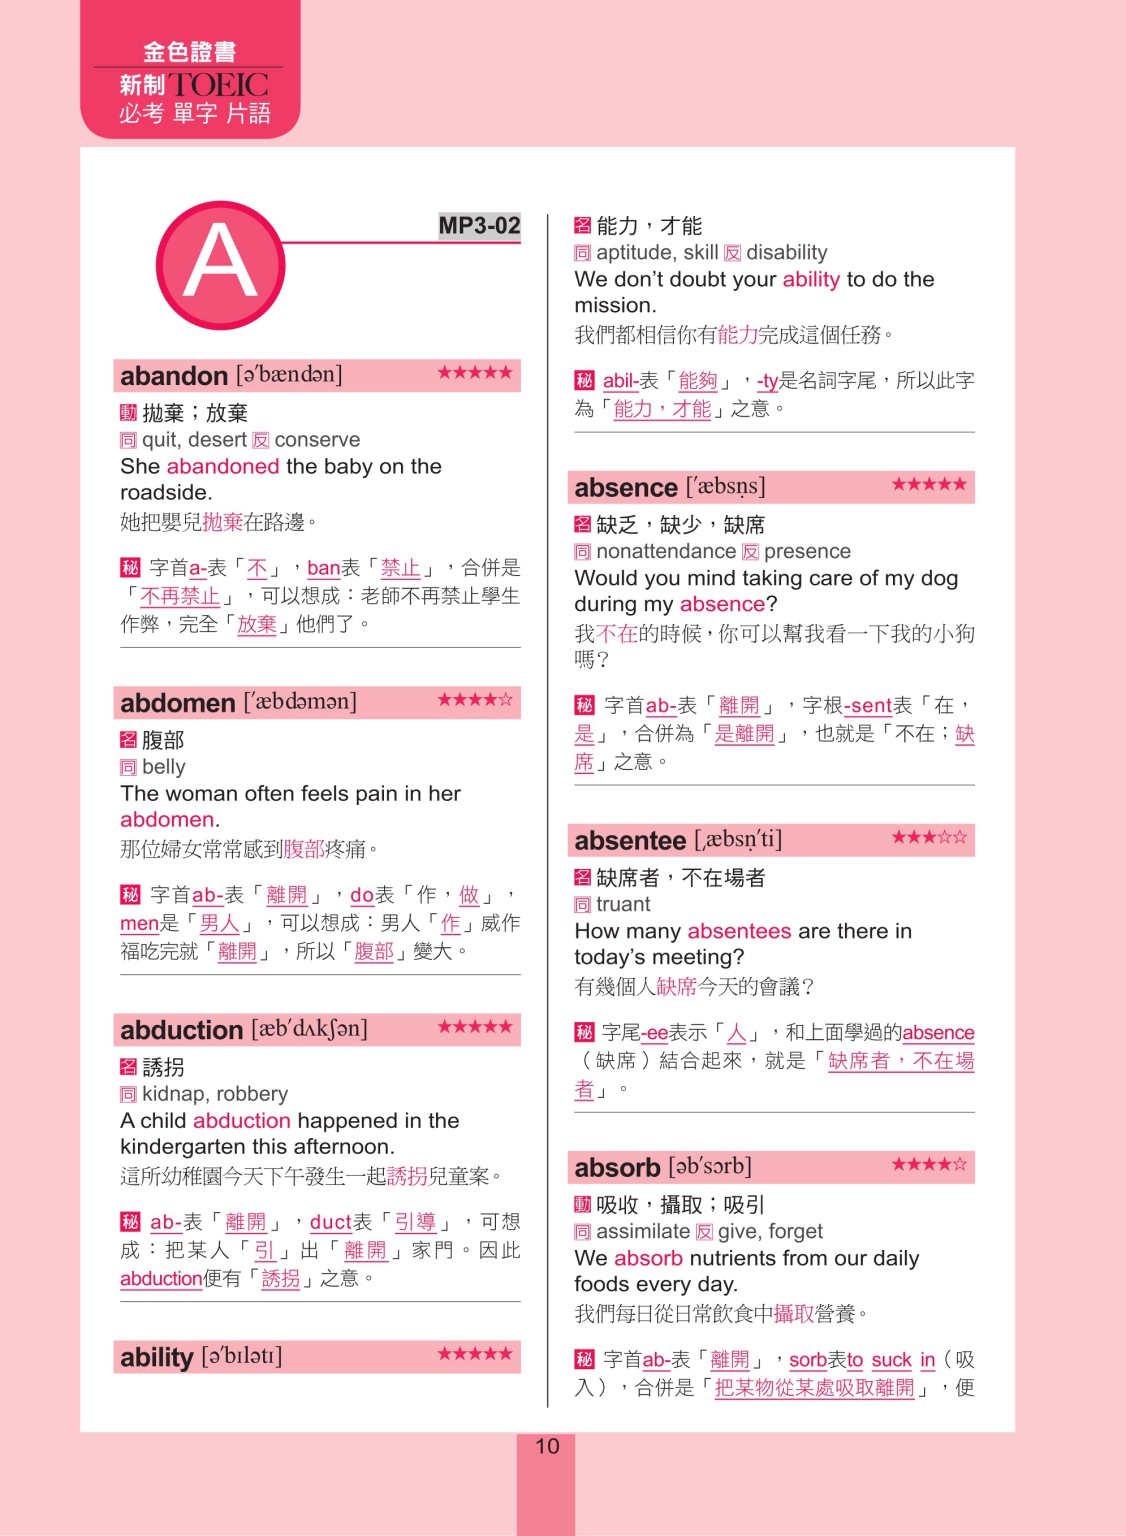 金色證書
新制TOEIC
必考 單字 片語
A
MP3-02
abandon [ə′bændən] ★★★★★
動 拋棄；放棄
同 quit, desert 反 conserve
She abandoned the baby on the
roadside.
她把嬰兒拋棄在路邊。
秘 字首a-表「不」，ban表「禁止」，合併是
「不再禁止」，可以想成：老師不再禁止學生
作弊，完全「放棄」他們了。
abdomen [′æbdəmən] ★★★★☆
名 腹部
同 belly
The woman often feels pain in her
abdomen.
那位婦女常常感到腹部疼痛。
秘 字首ab-表「離開」，do表「作，做」，
men是「男人」，可以想成：男人「作」威作
福吃完就「離開」，所以「腹部」變大。
abduction [æb′dʌkʃən] ★★★★★
名 誘拐
同 kidnap, robbery
A child abduction happened in the
kindergarten this afternoon.
這所幼稚園今天下午發生一起誘拐兒童案。
秘 ab-表「離開」，duct表「引導」，可想
成：把某人「引」出「離開」家門。因此
abduction便有「誘拐」之意。
ability [ə′bɪlətɪ] ★★★★★
名 能力，才能
同 aptitude, skill 反 disability
We don't doubt your ability to do the
mission.
我們都相信你有能力完成這個任務。
秘 abil-表「能夠」，-ty是名詞字尾，所以此字
為「能力，才能」之意。
absence [′æbsṇs] ★★★★★
名 缺乏，缺少，缺席
同 nonattendance 反 presence
Would you mind taking care of my dog
during my absence?
我不在的時候，你可以幫我看一下我的小狗
嗎？
秘 字首ab-表「離開」，字根-sent表「在，
是」，合併為「是離開」，也就是「不在；缺
席」之意。
absentee [ˌæbsṇ′ti] ★★★☆☆
名 缺席者，不在場者
同 truant
How many absentees are there in
today's meeting?
有幾個人缺席今天的會議？
秘 字尾-ee表示「人」，和上面學過的absence
（缺席）結合起來，就是「缺席者，不在場
者」。
absorb [əb′sɔrb] ★★★★☆
動 吸收，攝取；吸引
同 assimilate 反 give, forget
We absorb nutrients from our daily
foods every day.
我們每日從日常飲食中攝取營養。
秘 字首ab-表「離開」，sorb表to suck in（吸
入），合併是「把某物從某處吸取離開」，便
10